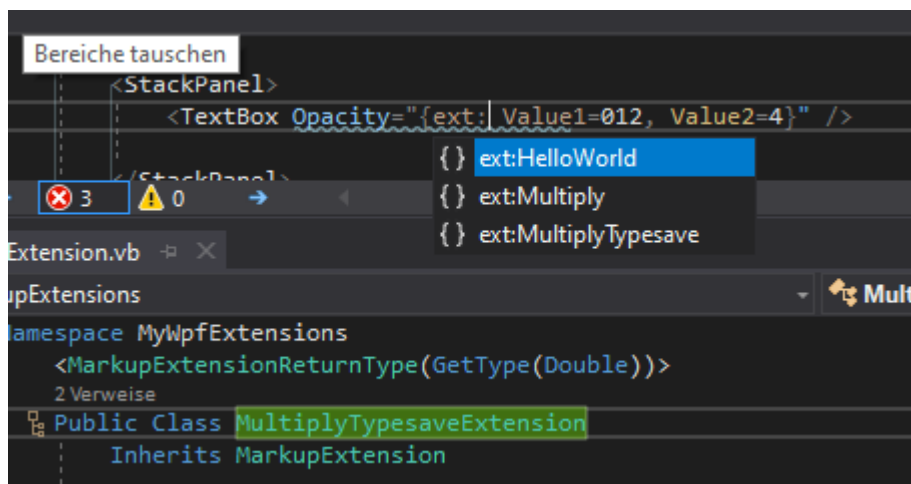 Bereiche tauschen
<StackPanel>
<TextBox Opacity="{ext: Value1=012, Value2=4}" />
{ } ext:HelloWorld
</StackPanel>
3 0
{ } ext:Multiply
{ } ext:MultiplyTypesave
Extension.vb
upExtensions
Mult
Namespace MyWpfExtensions
<MarkupExtensionReturnType(GetType(Double))>
2 Verweise
Public Class MultiplyTypesaveExtension
Inherits MarkupExtension